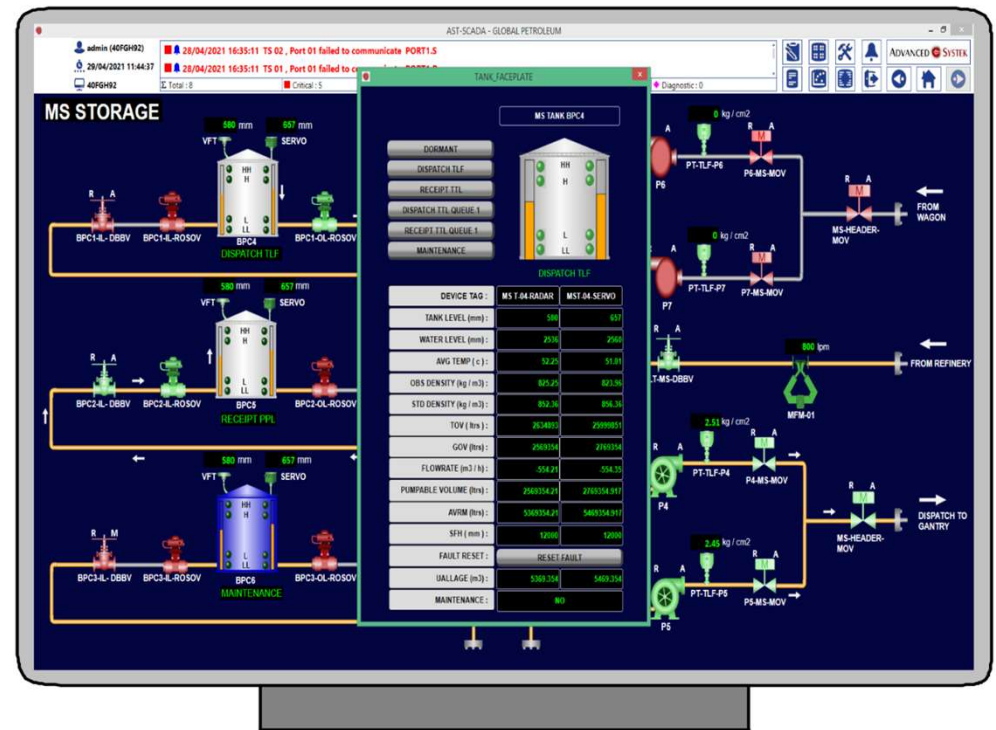 AST-SCADA - GLOBAL PETROLEUM
admin (40FGH92)
29/04/2021 11:44:37
40FGH92
28/04/2021 16:35:11 TS 02 , Port 01 failed to communicate PORT1.S
28/04/2021 16:35:11 TS 01 , Port 01 failed to
Σ Total : 8
Critical : 5
Diagnostic : 0
ADVANCED SYSTEK
MS STORAGE
580 mm
657 mm
VFT
SERVO
HH
H
L
LL
R A
BPC1-IL- DBBV
BPC1-IL-ROSOV
BPC4
DISPATCH TLF
BPC1-OL-ROSOV
580 mm
657 mm
VFT
SERVO
HH
H
L
LL
R A
BPC2-IL- DBBV
BPC2-IL-ROSOV
BPC5
RECEIPT PPL
BPC2-OL-ROSOV
580 mm
657 mm
VFT
SERVO
HH
H
L
LL
R M
BPC3-IL- DBBV
BPC3-IL-ROSOV
BPC6
MAINTENANCE
BPC3-OL-ROSOV
TANK_FACEPLATE
MS TANK BPC4
DORMANT
DISPATCH TLF
RECEIPT TTL
DISPATCH TTL QUEUE 1
RECEIPT TTL QUEUE 1
MAINTENANCE
HH
H
L
LL
DISPATCH TLF
DEVICE TAG : MS T-04-RADAR MST-04-SERVO
TANK LEVEL (mm) : 580 657
WATER LEVEL (mm) : 2536 2560
AVG TEMP ( c ) : 52.25 51.01
OBS DENSITY (kg / m3) : 825.25 823.96
STD DENSITY (kg / m3) : 852.36 856.36
TOV ( ltrs ) : 2634893 25999851
GOV (ltrs) : 2569354 2769354
FLOWRATE (m3 / h) : -554.21 -554.35
PUMPABLE VOLUME (ltrs) : 2569354.21 2769354.917
AVRM (ltrs) : 5369354.21 5469354.917
SFH ( mm ) : 12000 12000
FAULT RESET : RESET FAULT
UALLAGE (m3) : 5369.354 5469.354
MAINTENANCE : NO
0 kg / cm2
A
R A
M
P6
PT-TLF-P6
P6-MS-MOV
R A
M
MS-HEADER-
MOV
FROM
WAGON
0 kg / cm2
A
R A
M
P7
PT-TLF-P7
P7-MS-MOV
R A
LT-MS-DBBV
800 lpm
MFM-01
FROM REFINERY
2.51 kg / cm2
R A
R A
M
P4
PT-TLF-P4
P4-MS-MOV
R A
M
MS-HEADER-
MOV
DISPATCH TO
GANTRY
2.45 kg / cm2
R A
R A
M
P5
PT-TLF-P5
P5-MS-MOV